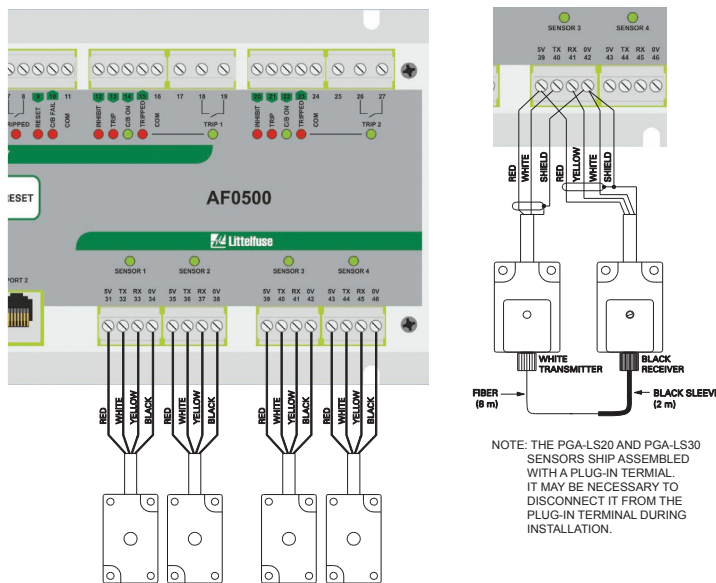 7 8 9 10 11 12 13 14 15 16 17 18 19 20 21 22 23 24 25 26 27
RESET
C/B FAIL
COM
INHIBIT
TRIP
C/B ON
TRIPPED
COM
TRIP 1
INHIBIT
TRIP
C/B ON
TRIPPED
COM
TRIP 2
AF0500
Littelfuse
SENSOR 1 SENSOR 2 SENSOR 3 SENSOR 4
PORT 2
5V TX RX 0V 5V TX RX 0V 5V TX RX 0V 5V TX RX 0V
31 32 33 34 35 36 37 38 39 40 41 42 43 44 45 46
RED WHITE YELLOW BLACK RED WHITE YELLOW BLACK RED WHITE YELLOW BLACK RED WHITE YELLOW BLACK
SENSOR 3 SENSOR 4
5V TX RX 0V 5V TX RX 0V
39 40 41 42 43 44 45 46
RED WHITE SHIELD RED YELLOW WHITE SHIELD
WHITE
TRANSMITTER
BLACK
RECEIVER
FIBER
(8 m)
BLACK
(2 m)
NOTE: THE PGA-LS20 AND PGA-LS30
SENSORS SHIP ASSEMBLED
WITH A PLUG-IN TERMIAL.
IT MAY BE NECESSARY TO
DISCONNECT IT FROM THE
PLUG-IN TERMINAL DURING
INSTALLATION.